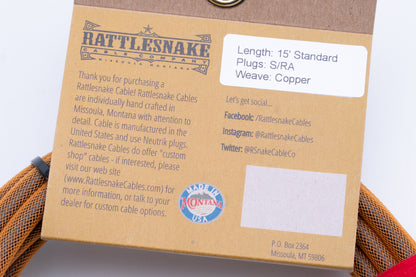 RATTLESNAKE
CABLE COMPANY
MISSOULA MONTANA
Length: 15' Standard
Plugs: S/RA
Weave: Copper
Thank you for purchasing a
Rattlesnake Cable! Rattlesnake Cables
are individually hand crafted in
Missoula, Montana with attention to
detail. Cable is manufactured in the
United States and use Neutrik plugs.
Rattlesnake Cables do offer "custom
shop" cables - if interested, please
visit our web site
(www.RattlesnakeCables.com) for
more information, or talk to your
dealer for custom cable options.
Let's get social...
Facebook: /RattlesnakeCables
Instagram: @RattlesnakeCables
Twitter: @RSnakeCableCo
MADE IN
MONTANA
USA
P.O. Box 2364
Missoula, MT 59806